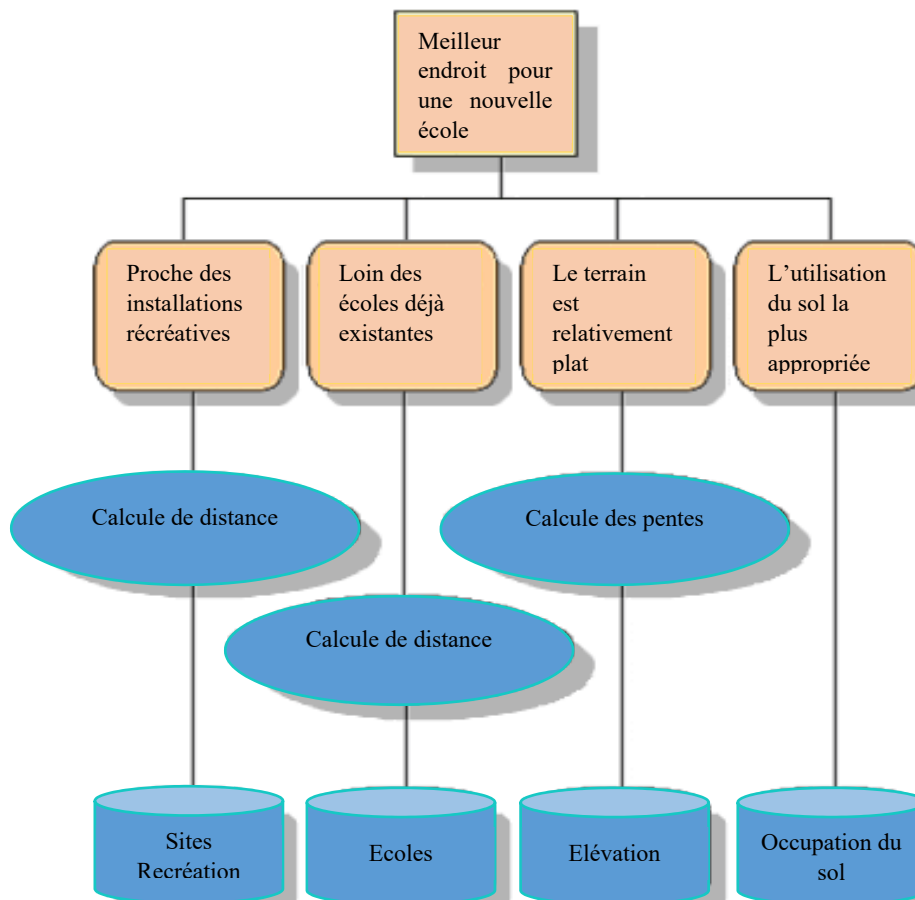 Meilleur
endroit pour
une nouvelle
école
Proche des
installations
récréatives
Loin des
écoles déjà
existantes
Le terrain
est
relativement
plat
L’utilisation
du sol la
plus
appropriée
Calcule de distance
Calcule des pentes
Calcule de distance
Sites
Recréation
Ecoles
Elévation
Occupation du
sol